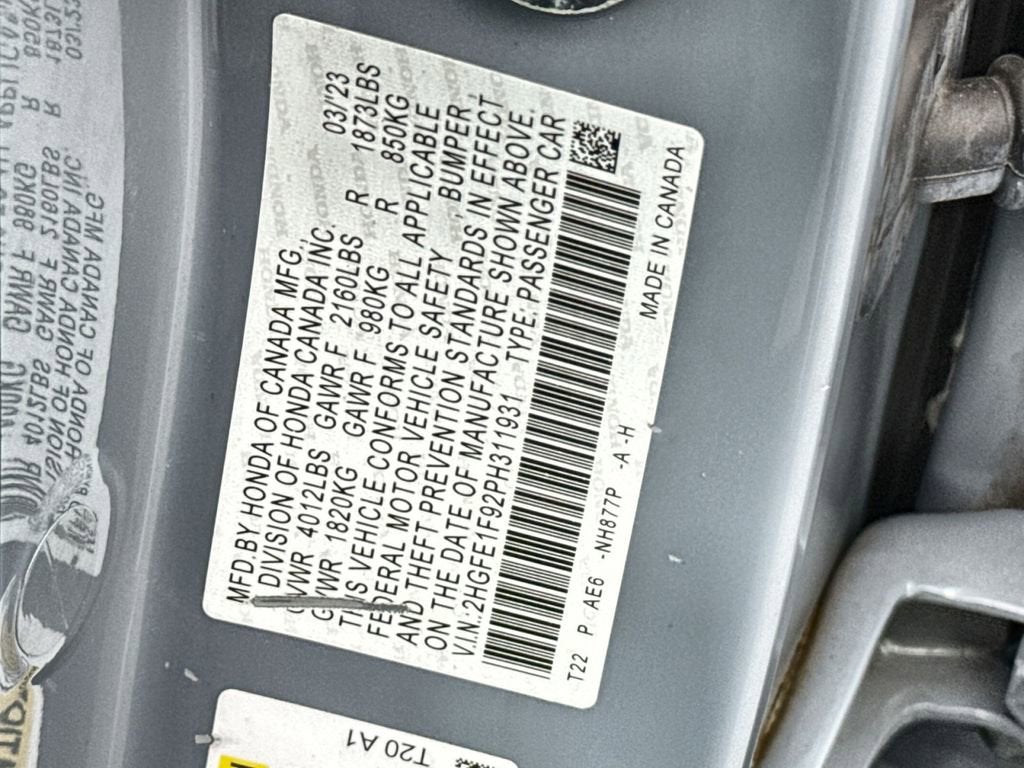 MFD.BY HONDA OF CANADA MFG.,
DIVISION OF HONDA CANADA INC. 03/'23
GVWR 4012LBS GAWR F 2160LBS R 1873LBS
GVWR 1820KG GAWR F 980KG R 850KG
THIS VEHICLE CONFORMS TO ALL APPLICABLE
FEDERAL MOTOR VEHICLE SAFETY, BUMPER,
AND THEFT PREVENTION STANDARDS IN EFFECT
ON THE DATE OF MANUFACTURE SHOWN ABOVE.
V.I.N.:2HGFE1F92PH311931 TYPE:PASSENGER CAR
T22 P AE6 -NH877P -A -H MADE IN CANADA
T20 A1